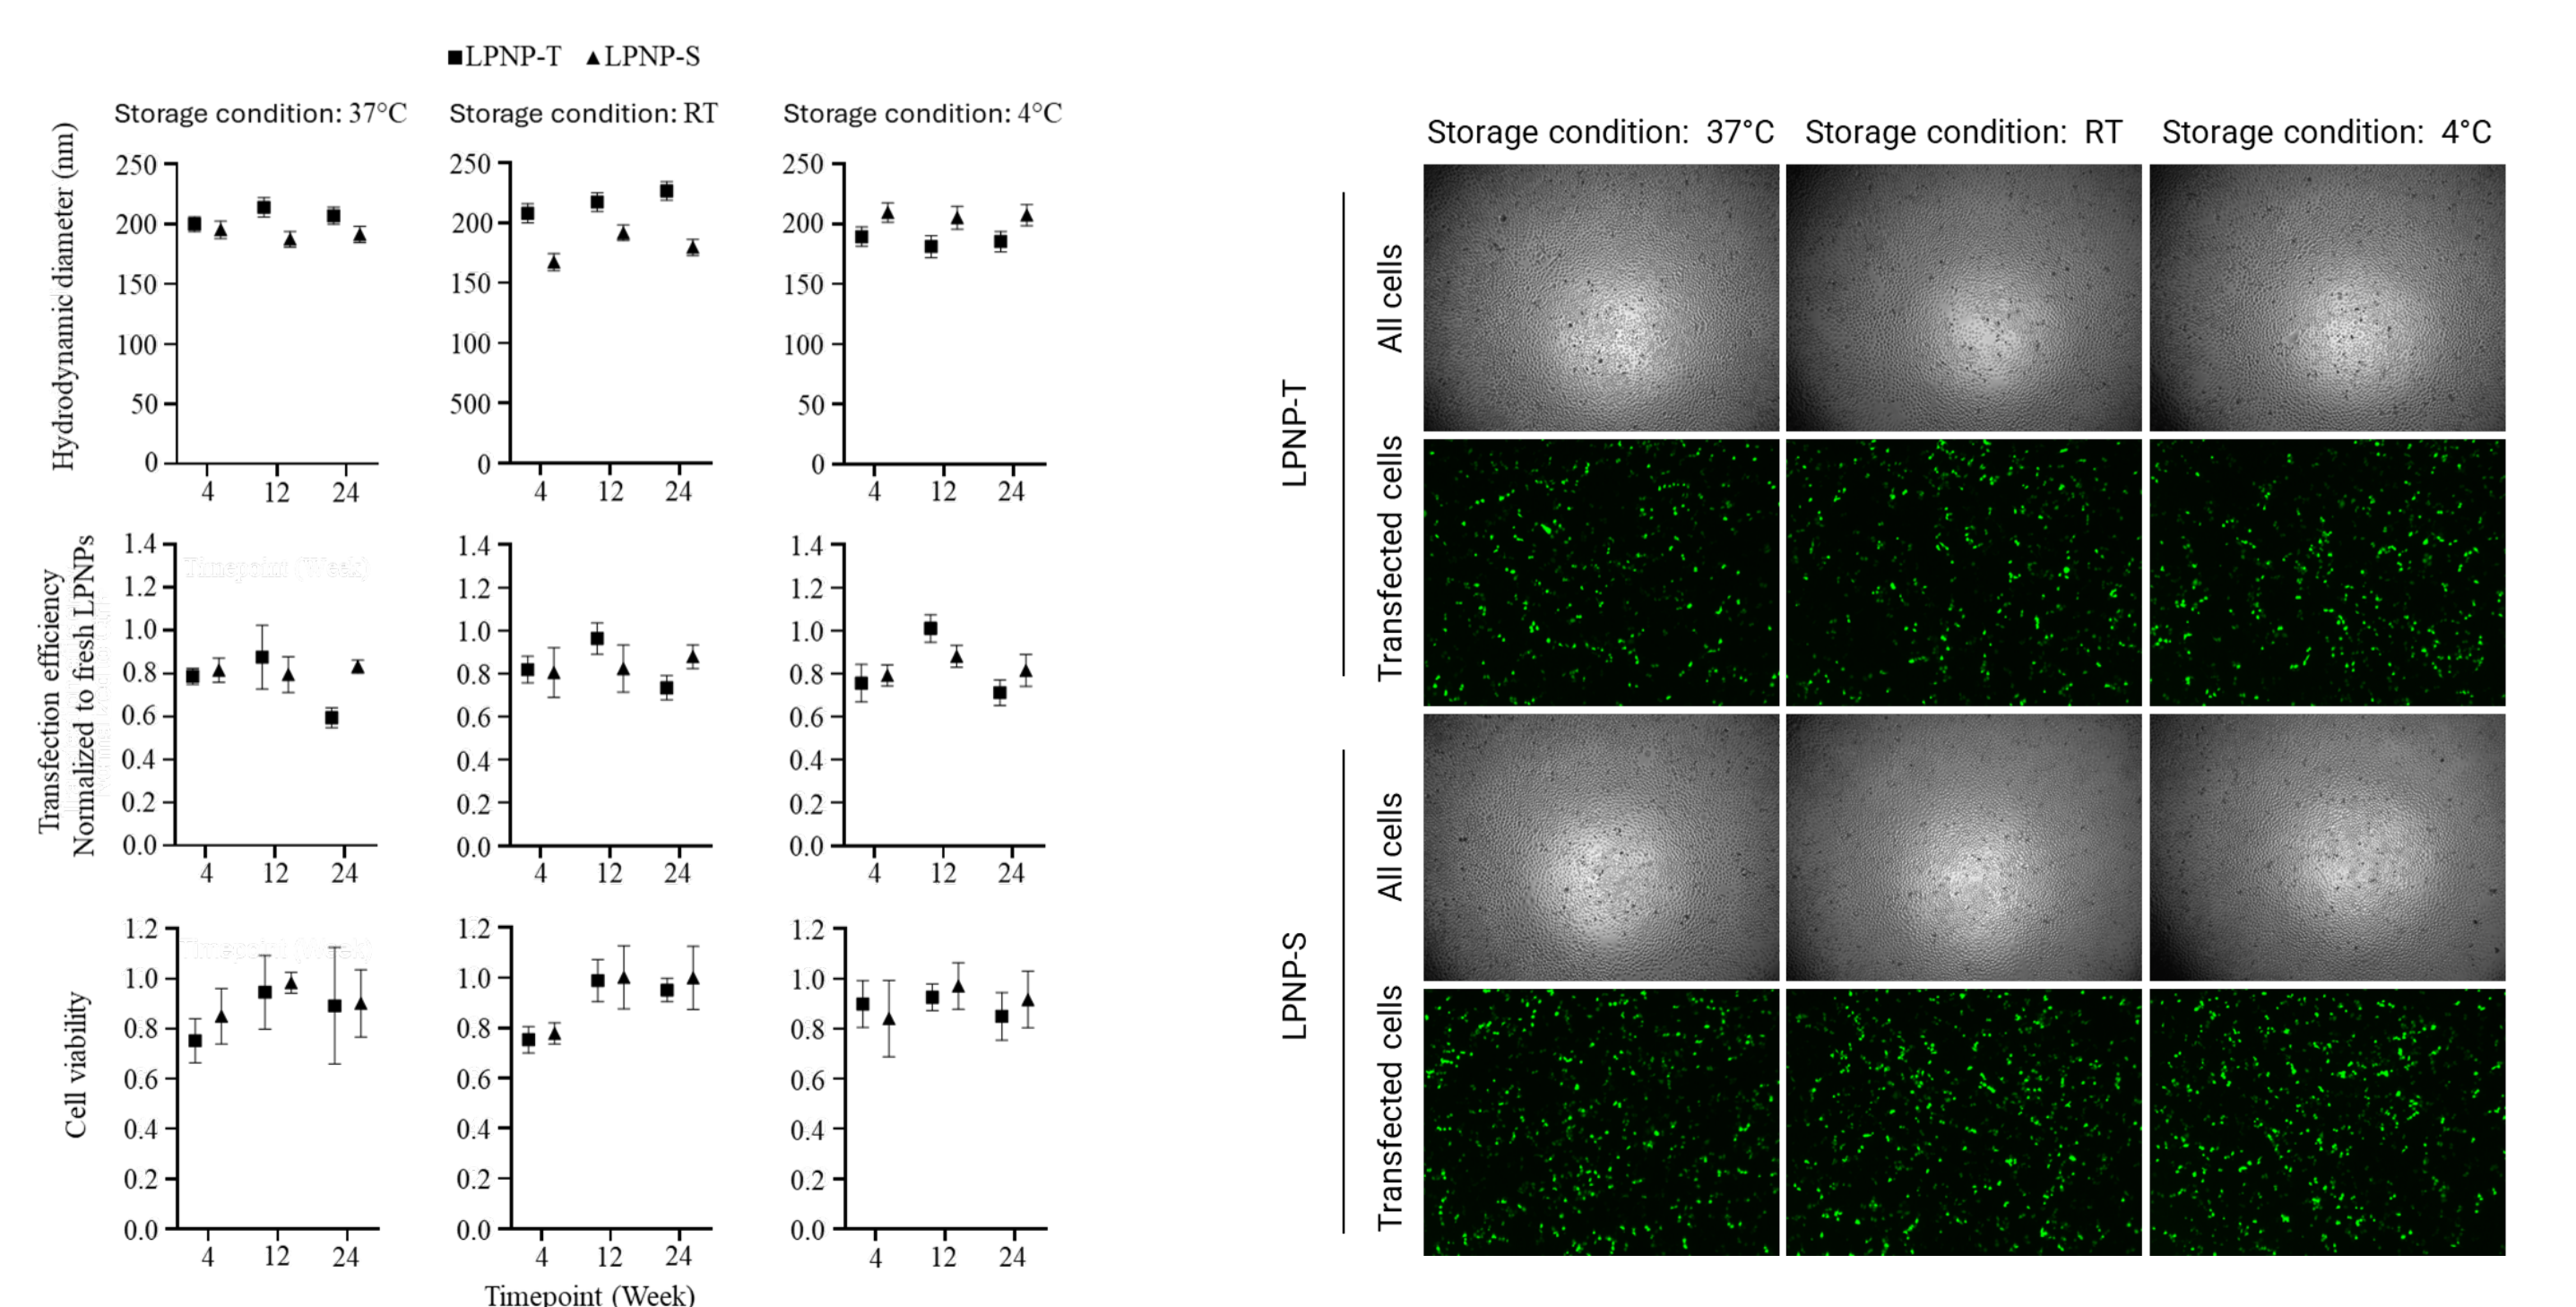 ■LPNP-T ▲LPNP-S
Storage condition: 37°C
Storage condition: RT
Storage condition: 4°C
Hydrodynamic diameter (nm)
250
200
150
100
50
0
4 12 24
250
200
150
100
500
0
4 12 24
250
200
150
100
50
0
4 12 24
Transfection efficiency
Normalized to fresh LPNPs
1.4
1.2
1.0
0.8
0.6
0.4
0.2
0.0
Timepoint (Week)
4 12 24
1.4
1.2
1.0
0.8
0.6
0.4
0.2
0.0
4 12 24
1.4
1.2
1.0
0.8
0.6
0.4
0.2
0.0
4 12 24
Cell viability
1.2
1.0
0.8
0.6
0.4
0.2
0.0
Timepoint (Week)
4 12 24
1.2
1.0
0.8
0.6
0.4
0.2
0.0
4 12 24
1.2
1.0
0.8
0.6
0.4
0.2
0.0
4 12 24
Timepoint (Week)
Storage condition: 37°C
Storage condition: RT
Storage condition: 4°C
LPNP-T
All cells
Transfected cells
LPNP-S
All cells
Transfected cells